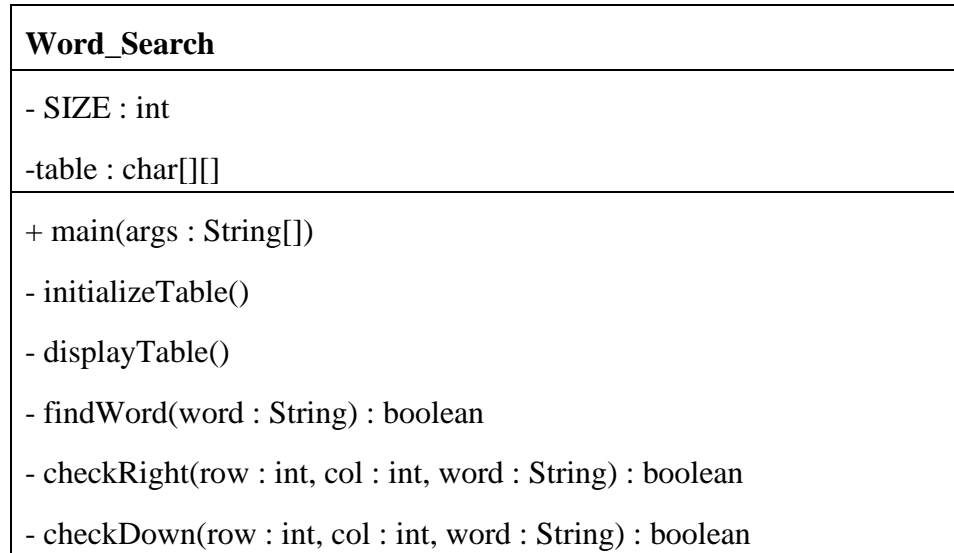 Word_Search
- SIZE : int
-table : char[][]
+ main(args : String[])
- initializeTable()
- displayTable()
- findWord(word : String) : boolean
- checkRight(row : int, col : int, word : String) : boolean
- checkDown(row : int, col : int, word : String) : boolean